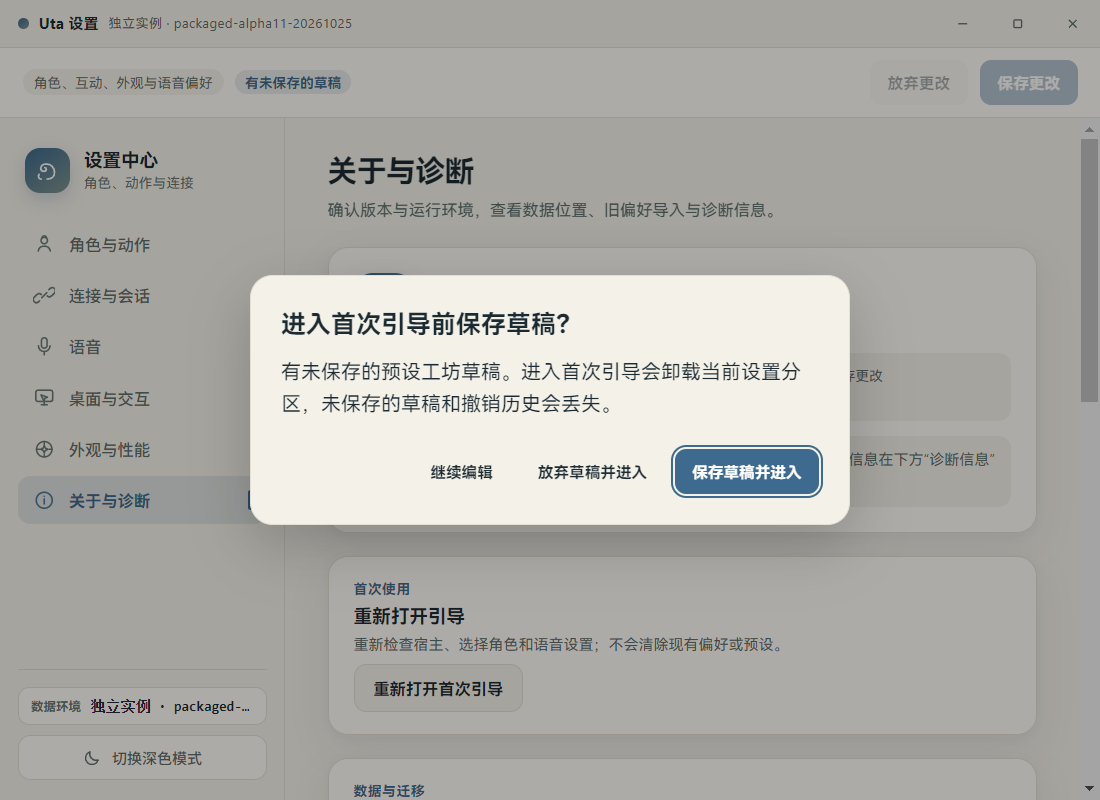 Uta 设置 独立实例 · packaged-alpha11-20261025
角色、互动、外观与语音偏好 有未保存的草稿 放弃更改 保存更改
设置中心
角色、动作与连接
角色与动作
连接与会话
语音
桌面与交互
外观与性能
关于与诊断
数据环境 独立实例 · packaged-…
切换深色模式
关于与诊断
确认版本与运行环境，查看数据位置、旧偏好导入与诊断信息。
更改
信息在下方“诊断信息”
进入首次引导前保存草稿？
有未保存的预设工坊草稿。进入首次引导会卸载当前设置分
区，未保存的草稿和撤销历史会丢失。
继续编辑 放弃草稿并进入 保存草稿并进入
首次使用
重新打开引导
重新检查宿主、选择角色和语音设置；不会清除现有偏好或预设。
重新打开首次引导
数据与迁移